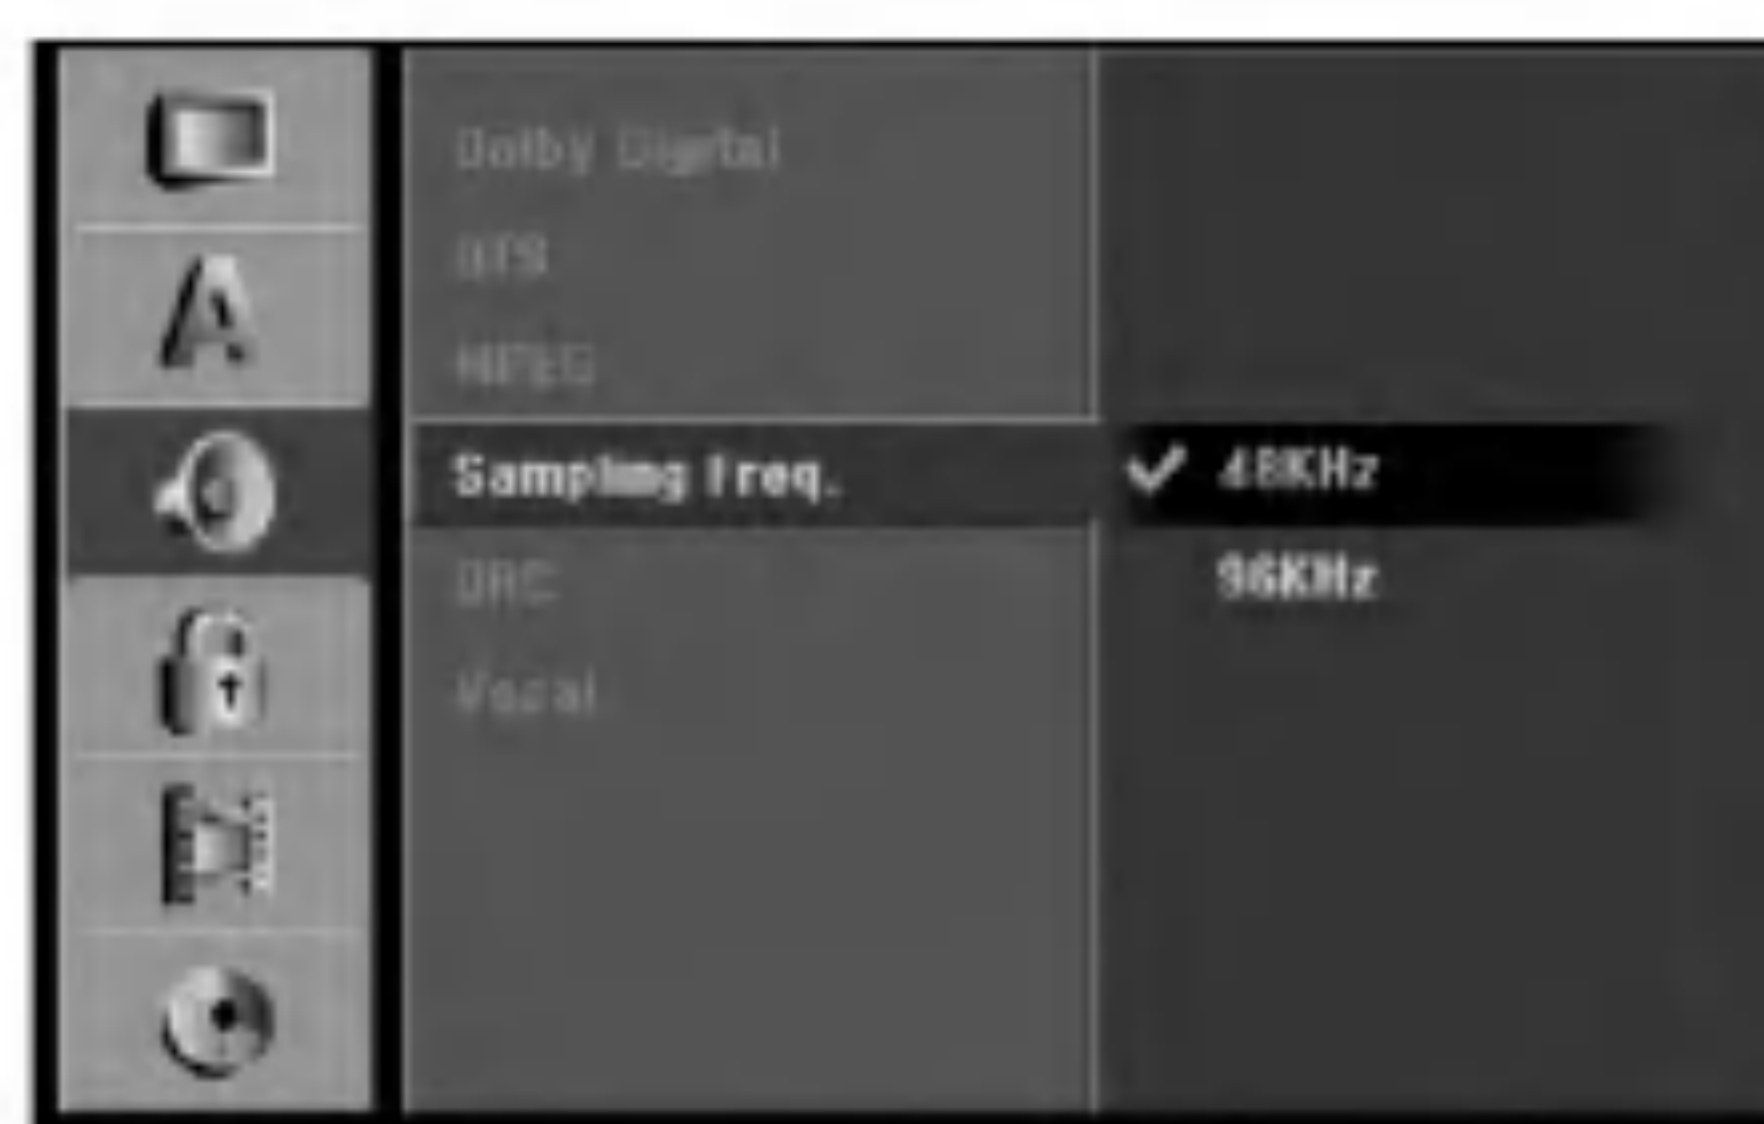 A
Dolby Digital
DTS
MPEG
Sampling Freq.
48KHz
96KHz
DRC
Vocal